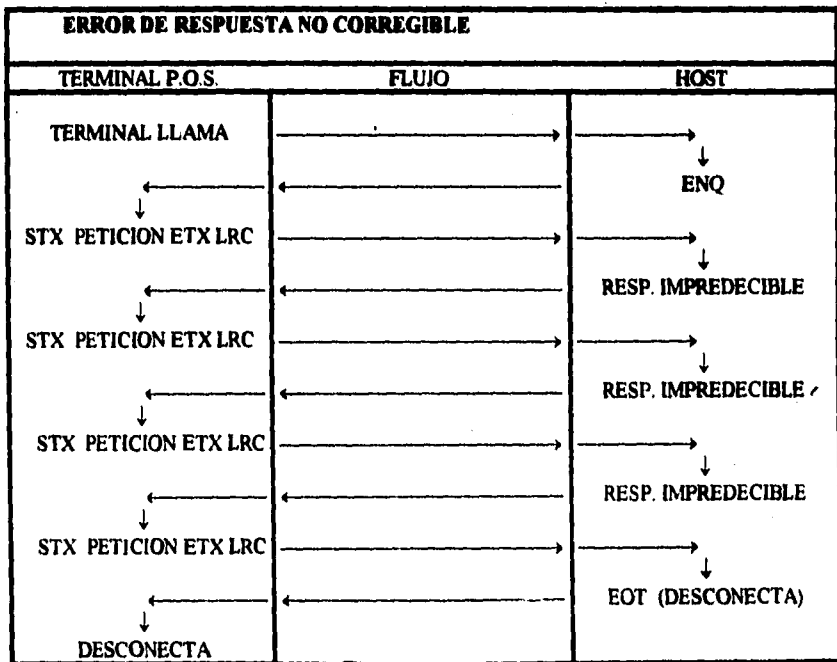 ERROR DE RESPUESTA NO CORREGIBLE
TERMINAL P.O.S. FLUJO HOST
TERMINAL LLAMA
ENQ
STX PETICION ETX LRC
RESP. IMPREDECIBLE
STX PETICION ETX LRC
RESP. IMPREDECIBLE
STX PETICION ETX LRC
RESP. IMPREDECIBLE
STX PETICION ETX LRC
EOT (DESCONECTA)
DESCONECTA